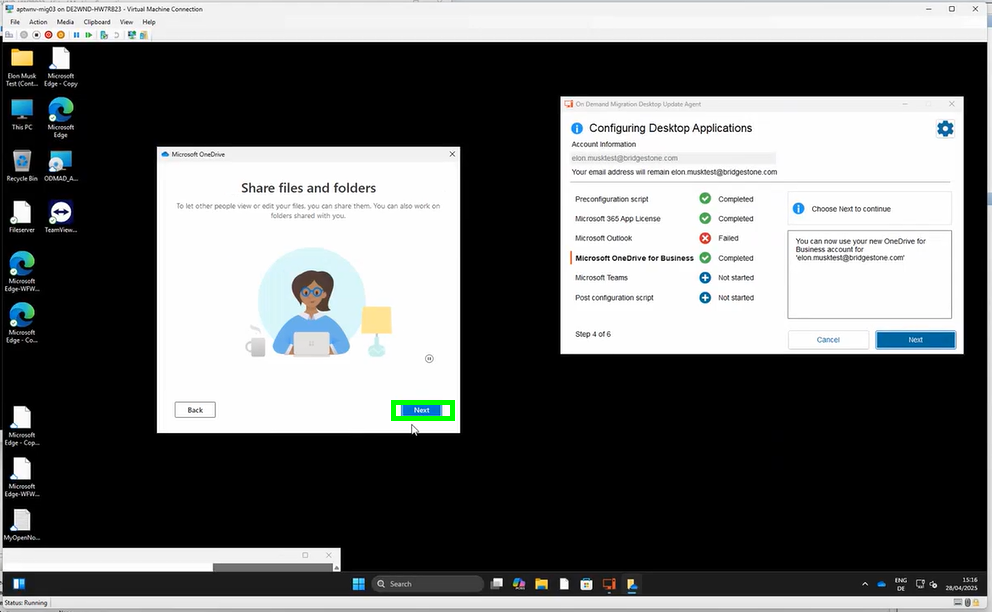 aptwnv-mig03 on DE2WND-HW7R823 - Virtual Machine Connection
File Action Media Clipboard View Help
Elon Musk
Test (Cont...
Microsoft
Edge - Copy
This PC
Microsoft
Edge
Recycle Bin
ODMAD_A...
Fileserver
TeamView...
Microsoft
Edge-WFW...
Microsoft
Edge - Co...
Microsoft
Edge - Cop...
Microsoft
Edge-WFW...
MyOpenNo...
Microsoft OneDrive
Share files and folders
To let other people view or edit your files, you can share them. You can also work on
folders shared with you.
Back
Next
On Demand Migration Desktop Update Agent
Configuring Desktop Applications
Account Information
elon.musktest@bridgestone.com
Your email address will remain elon.musktest@bridgestone.com
Preconfiguration script Completed
Microsoft 365 App License Completed
Microsoft Outlook Failed
Microsoft OneDrive for Business Completed
Microsoft Teams Not started
Post configuration script Not started
Choose Next to continue
You can now use your new OneDrive for
Business account for
'elon.musktest@bridgestone.com'
Step 4 of 6
Cancel
Next
Search
ENG
DE
15:16
28/04/2025
Status: Running